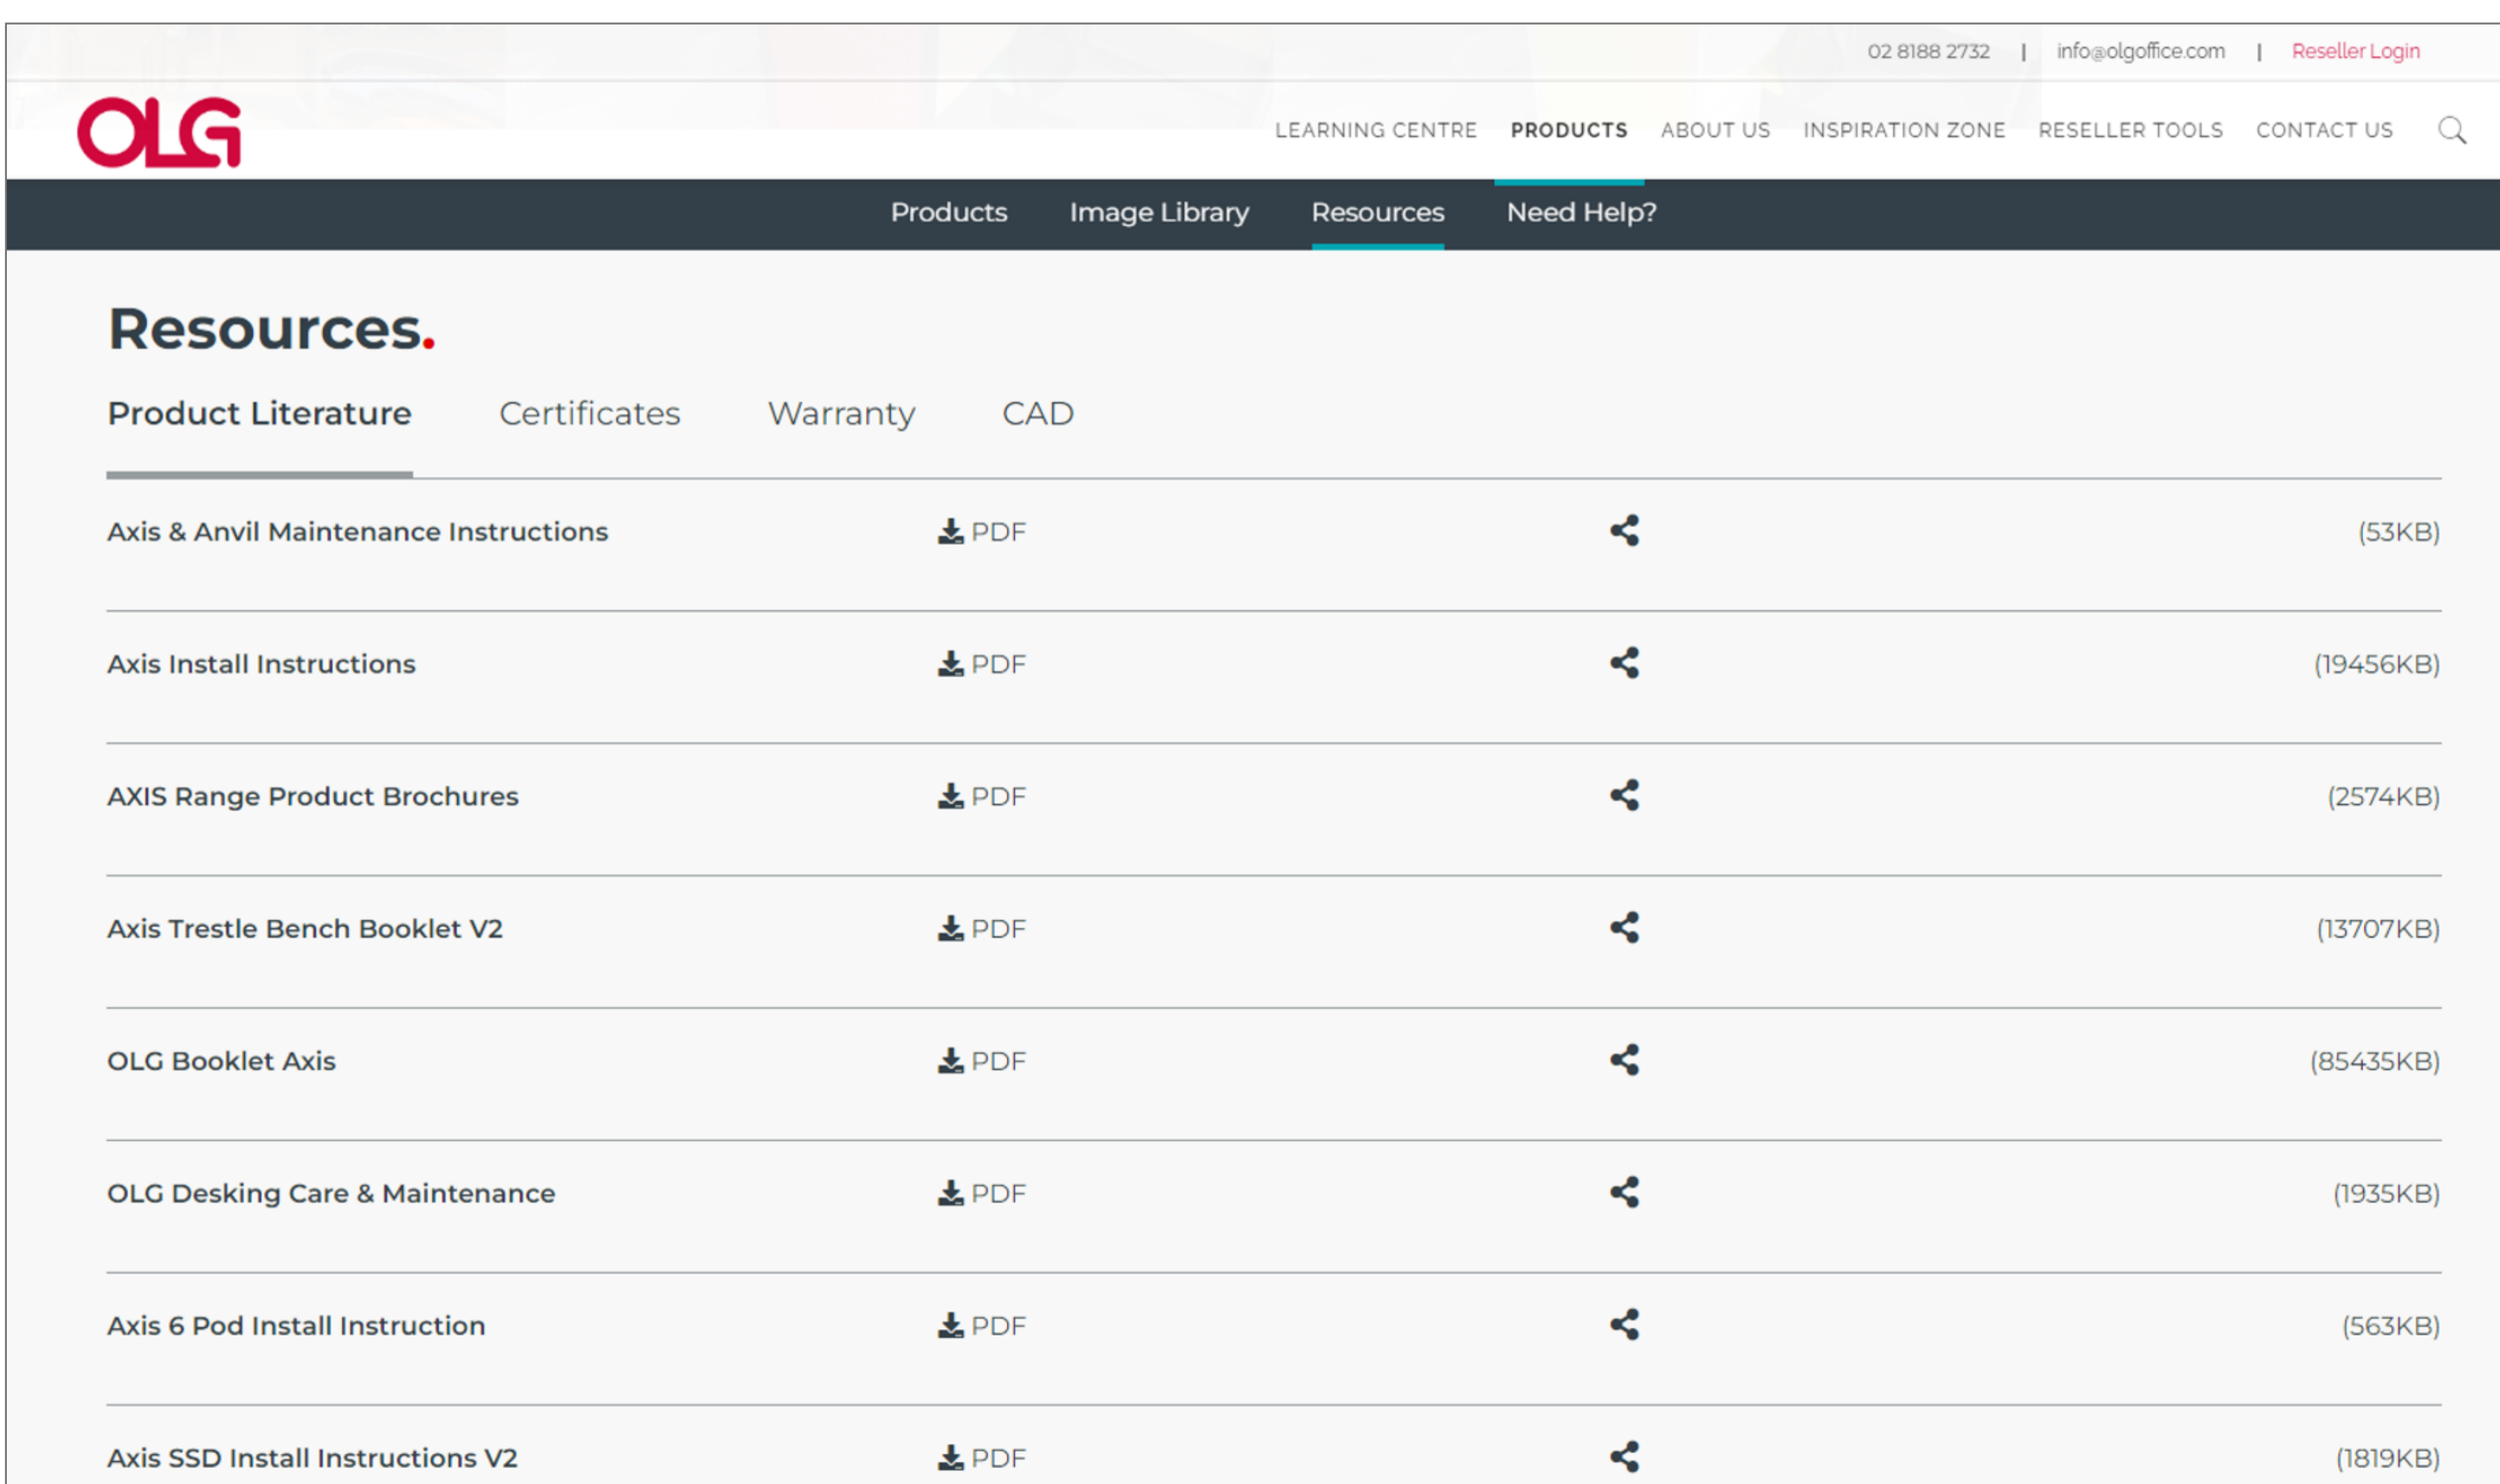 02 8188 2732 | info@olgoffice.com | Reseller Login
OLG
LEARNING CENTRE PRODUCTS ABOUT US INSPIRATION ZONE RESELLER TOOLS CONTACT US
Products Image Library Resources Need Help?
Resources.
Product Literature Certificates Warranty CAD
Axis & Anvil Maintenance Instructions PDF (53KB)
Axis Install Instructions PDF (19456KB)
AXIS Range Product Brochures PDF (2574KB)
Axis Trestle Bench Booklet V2 PDF (13707KB)
OLG Booklet Axis PDF (85435KB)
OLG Desking Care & Maintenance PDF (1935KB)
Axis 6 Pod Install Instruction PDF (563KB)
Axis SSD Install Instructions V2 PDF (1819KB)